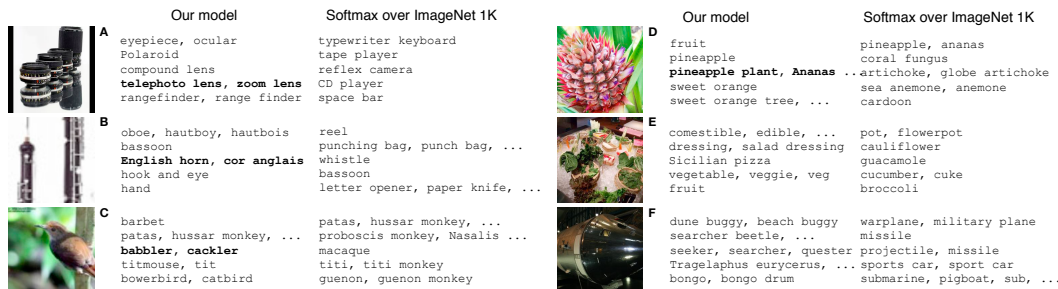 Our model Softmax over ImageNet 1K
A
eyepiece, ocular typewriter keyboard
Polaroid tape player
compound lens reflex camera
telephoto lens, zoom lens CD player
rangefinder, range finder space bar
B
oboe, hautboy, hautbois reel
bassoon punching bag, punch bag, ...
English horn, cor anglais whistle
hook and eye bassoon
hand letter opener, paper knife, ...
C
barbet patas, hussar monkey, ...
patas, hussar monkey, ... proboscis monkey, Nasalis ...
babbler, cackler macaque
titmouse, tit titi, titi monkey
bowerbird, catbird guenon, guenon monkey
Our model Softmax over ImageNet 1K
D
fruit pineapple, ananas
pineapple coral fungus
pineapple plant, Ananas ... artichoke, globe artichoke
sweet orange sea anemone, anemone
sweet orange tree, ... cardoon
E
comestible, edible, ... pot, flowerpot
dressing, salad dressing cauliflower
Sicilian pizza guacamole
vegetable, veggie, veg cucumber, cuke
fruit broccoli
F
dune buggy, beach buggy warplane, military plane
searcher beetle, ... missile
seeker, searcher, quester projectile, missile
Tragelaphus eurycerus, ... sports car, sport car
bongo, bongo drum submarine, pigboat, sub, ...